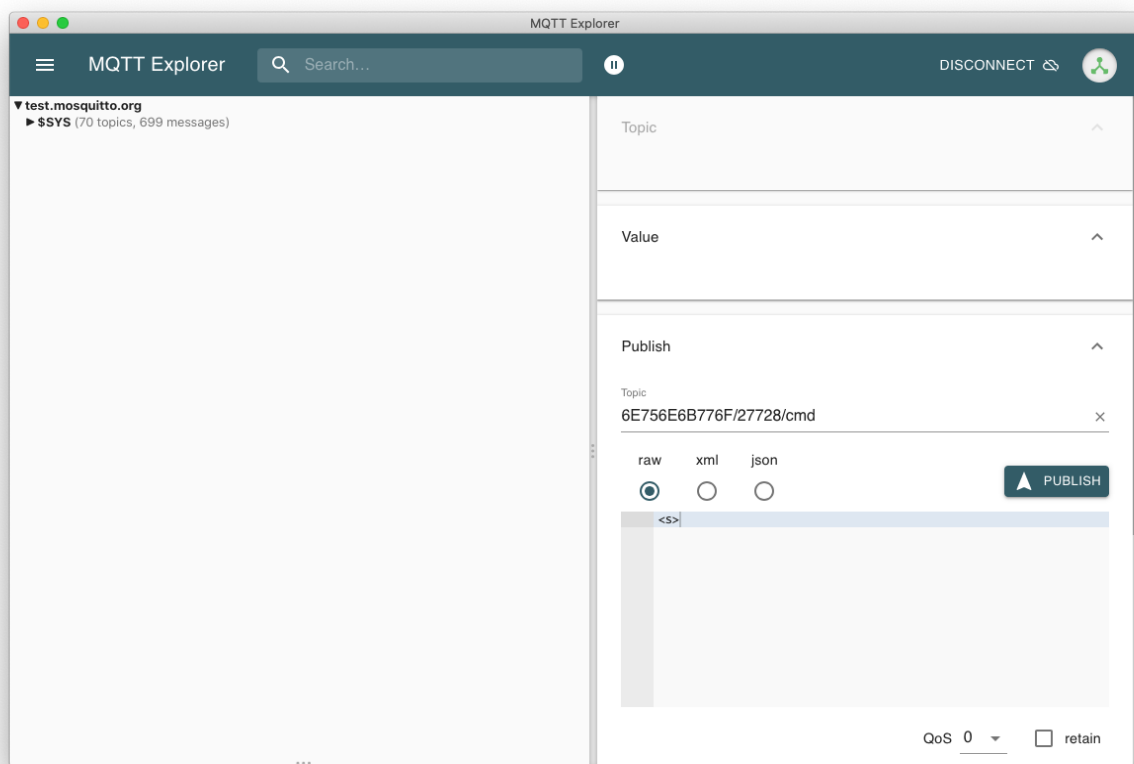 MQTT Explorer
MQTT Explorer
Search...
DISCONNECT
test.mosquitto.org
$SYS (70 topics, 699 messages)
Topic
Value
Publish
Topic
6E756E6B776F/27728/cmd
raw xml json
PUBLISH
<s>
QoS 0 retain